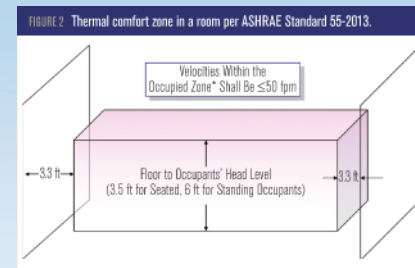 FIGURE 2 Thermal comfort zone in a room per ASHRAE Standard 55-2013.
Velocities Within the
Occupied Zone* Shall Be ≤50 fpm
3.3 ft
Floor to Occupants' Head Level
(3.5 ft for Seated, 6 ft for Standing Occupants)
3.3 ft